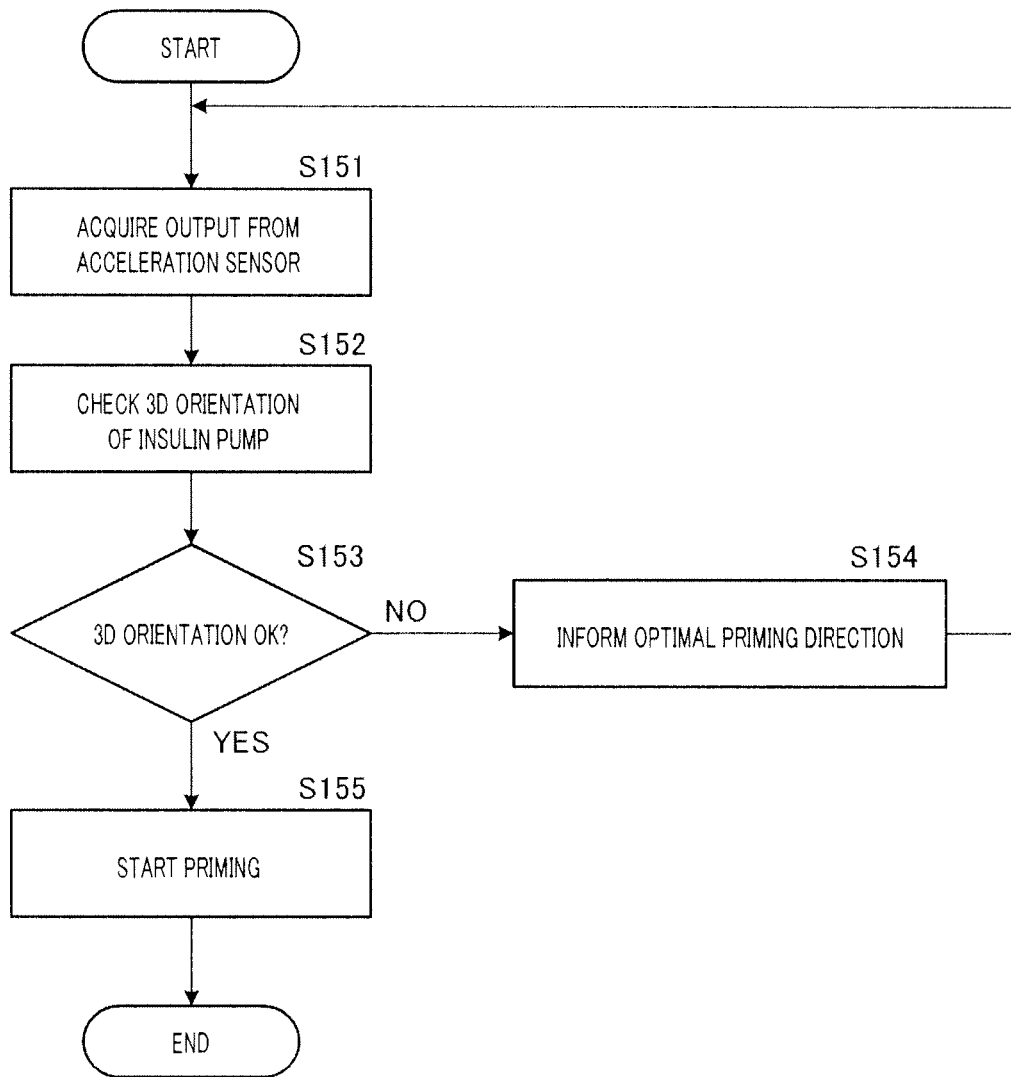 START
S151
ACQUIRE OUTPUT FROM
ACCELERATION SENSOR
S152
CHECK 3D ORIENTATION
OF INSULIN PUMP
S153
3D ORIENTATION OK?
NO
S154
INFORM OPTIMAL PRIMING DIRECTION
YES
S155
START PRIMING
END